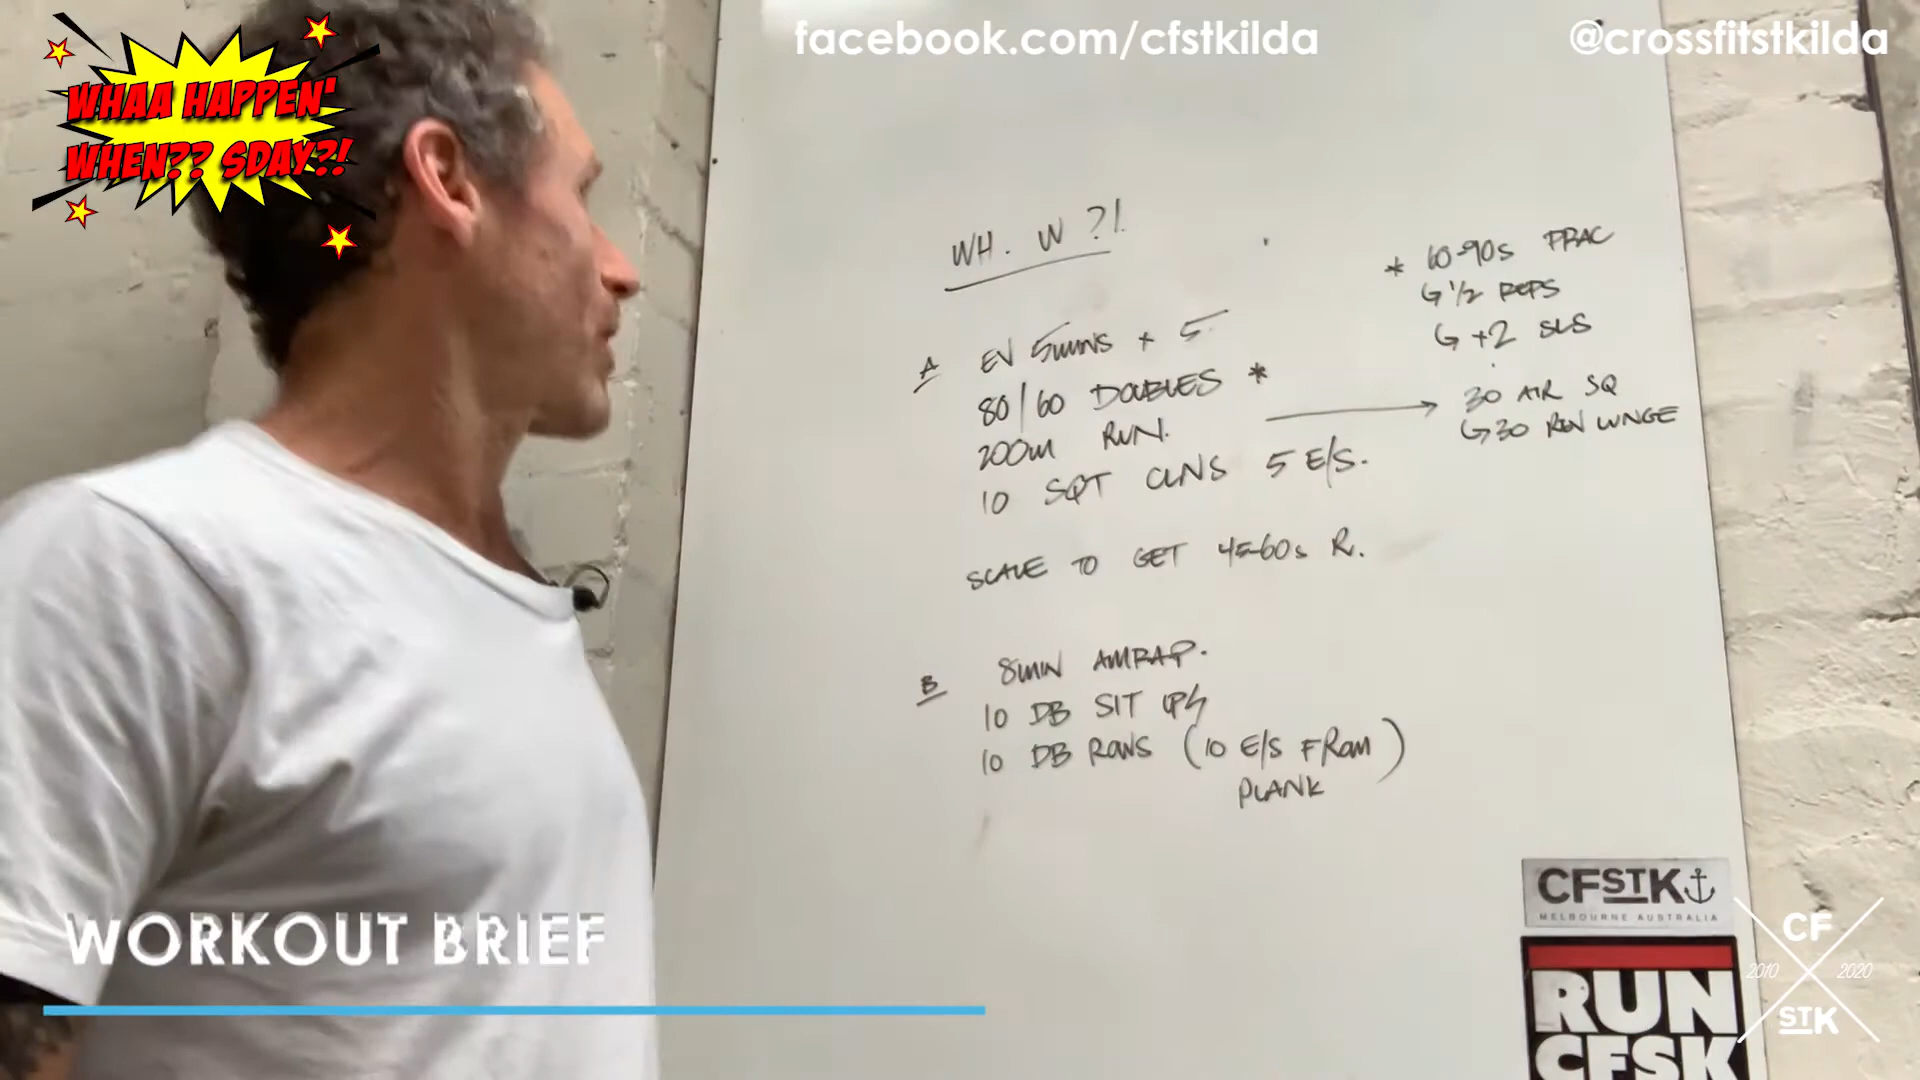 facebook.com/cfstkilda
@crossfitstkilda
WHAA HAPPEN'
WHEN?? SDAY?!
WH. W ?!.
A EV 5MINS x 5
80/60 DOUBLES *
200m RUN.
10 SQT CLNS 5 E/S.
SCALE TO GET 45-60s R.
* 60-90s PRAC
↳ 1/2 REPS
↳ +2 SLS
30 AIR SQ
↳ 30 REV LUNGE
B 8MIN AMRAP.
10 DB SIT UPS
10 DB ROWS (10 E/S FROM
PLANK)
WORKOUT BRIEF
CFSTK
MELBOURNE AUSTRALIA
RUN
CFSK
CF
2010 2020
STK